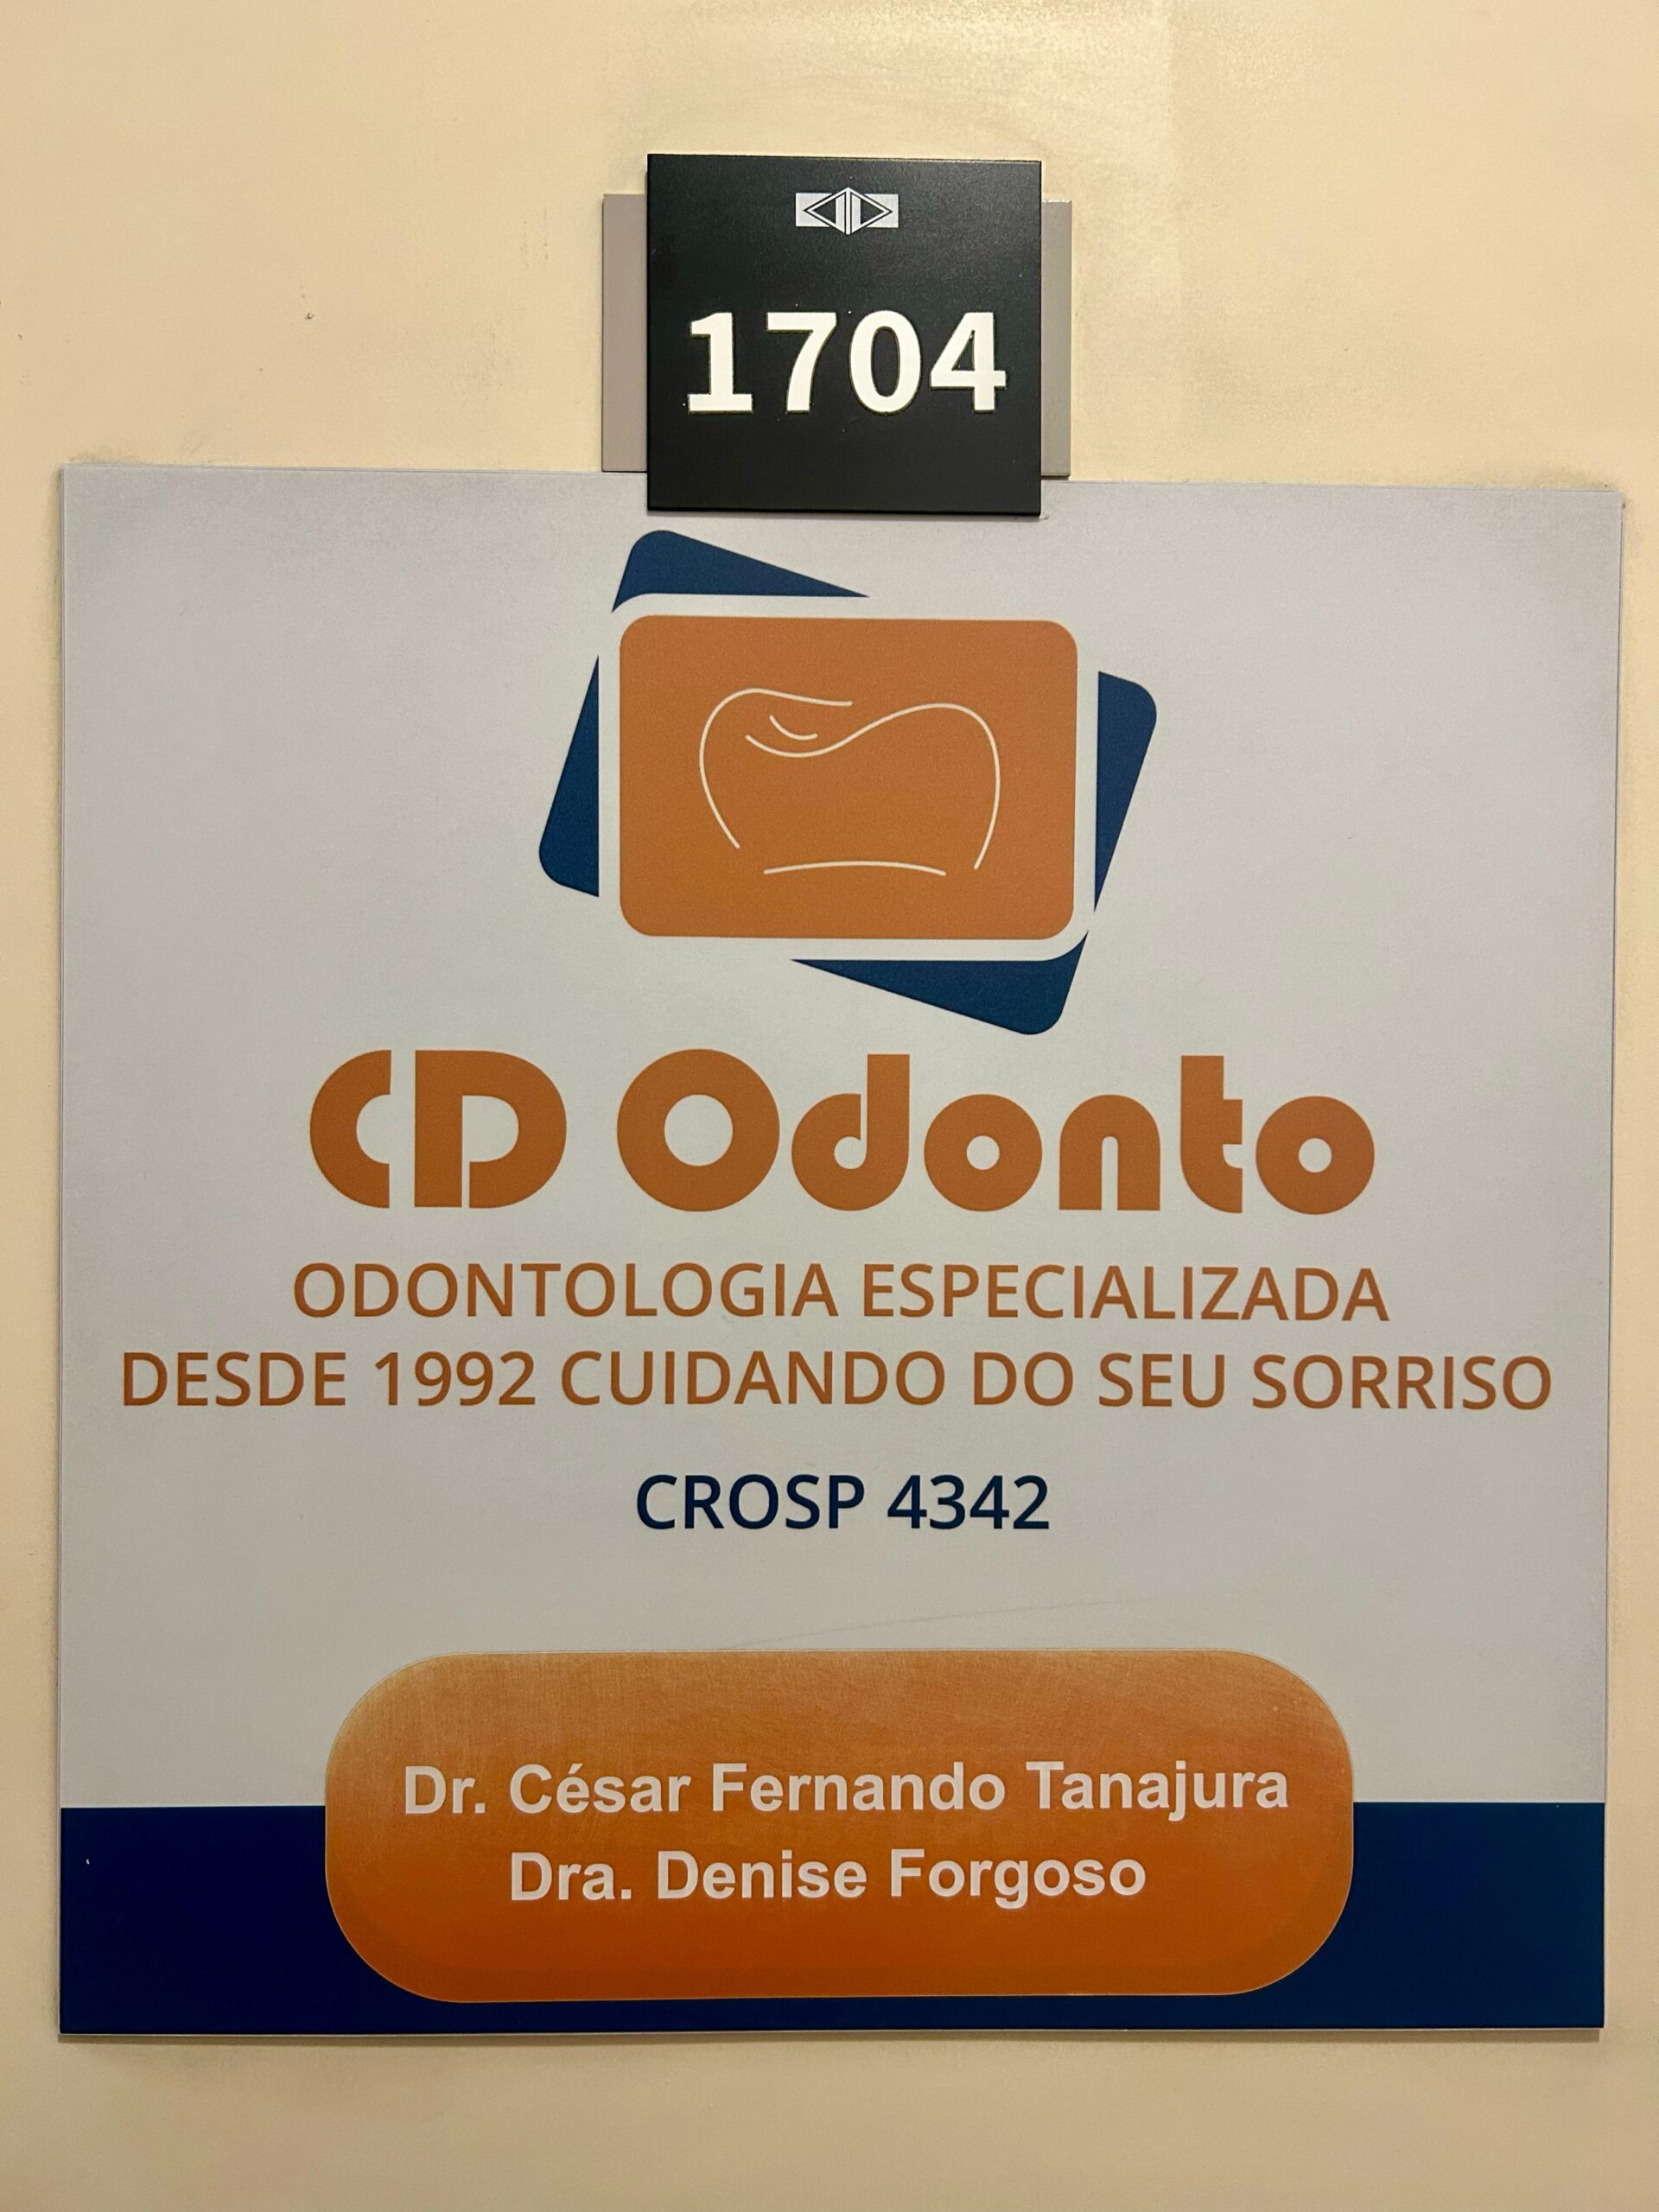 1704
CD Odonto
ODONTOLOGIA ESPECIALIZADA
DESDE 1992 CUIDANDO DO SEU SORRISO
CROSP 4342
Dr. César Fernando Tanajura
Dra. Denise Forgoso